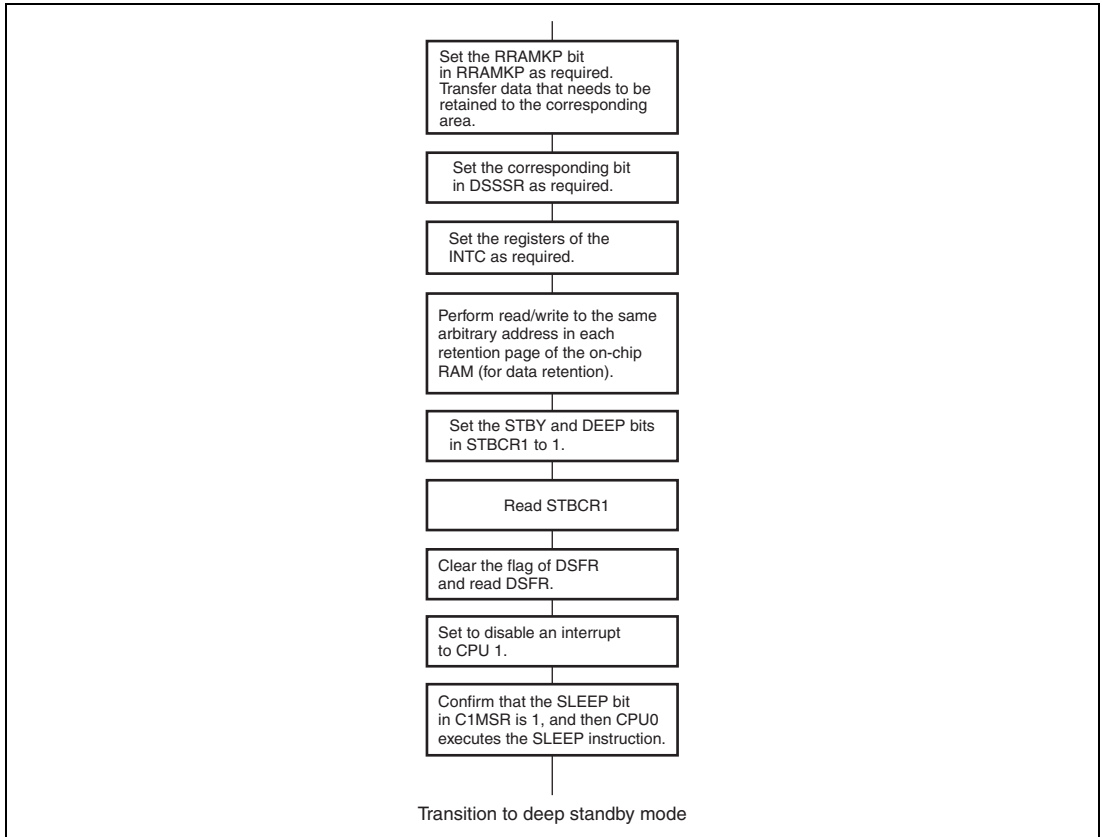 Set the RRAMKP bit
in RRAMKP as required.
Transfer data that needs to be
retained to the corresponding
area.
Set the corresponding bit
in DSSSR as required.
Set the registers of the
INTC as required.
Perform read/write to the same
arbitrary address in each
retention page of the on-chip
RAM (for data retention).
Set the STBY and DEEP bits
in STBCR1 to 1.
Read STBCR1
Clear the flag of DSFR
and read DSFR.
Set to disable an interrupt
to CPU 1.
Confirm that the SLEEP bit
in C1MSR is 1, and then CPU0
executes the SLEEP instruction.
Transition to deep standby mode